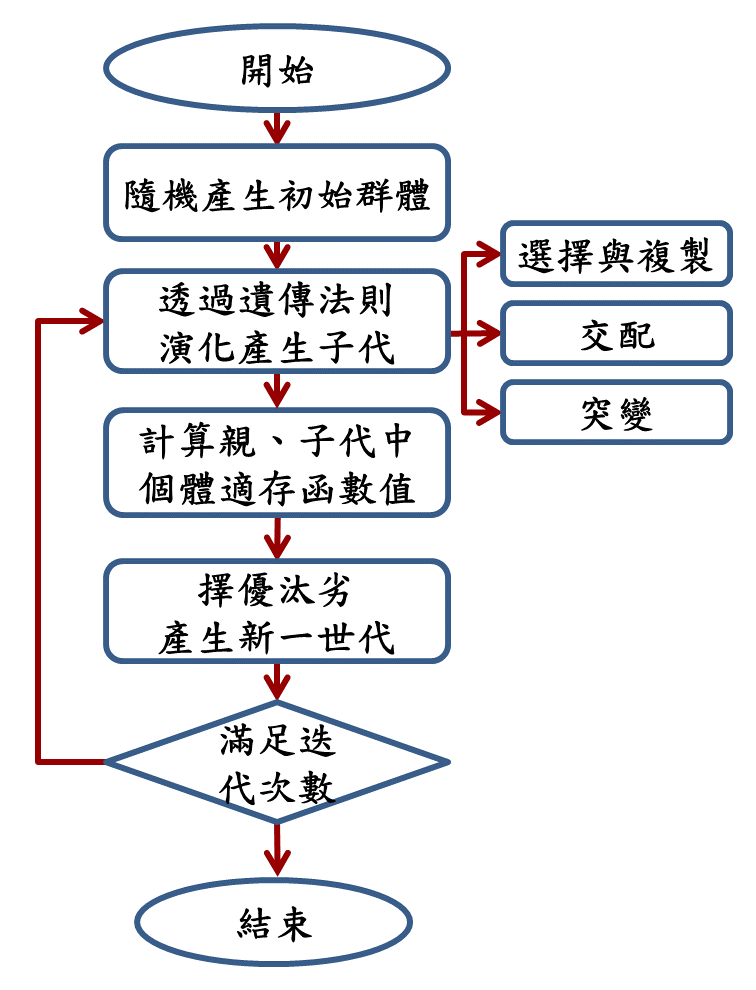 開始
隨機產生初始群體
透過遺傳法則
演化產生子代
選擇與複製
交配
突變
計算親、子代中
個體適存函數值
擇優汰劣
產生新一世代
滿足迭
代次數
結束